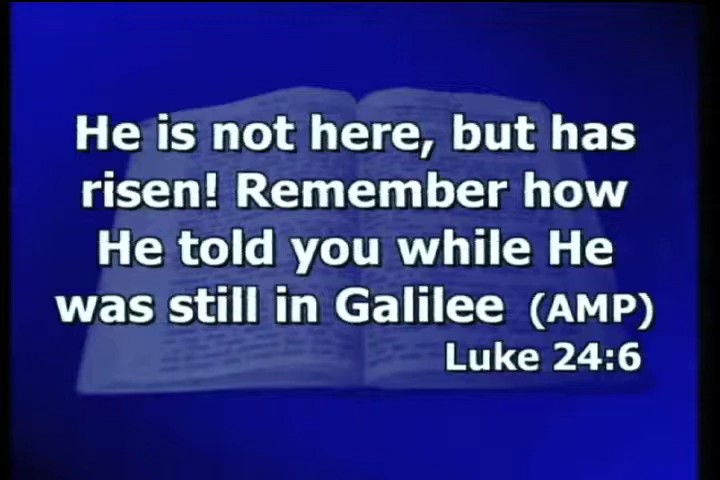 He is not here, but has
risen! Remember how
He told you while He
was still in Galilee (AMP)
Luke 24:6